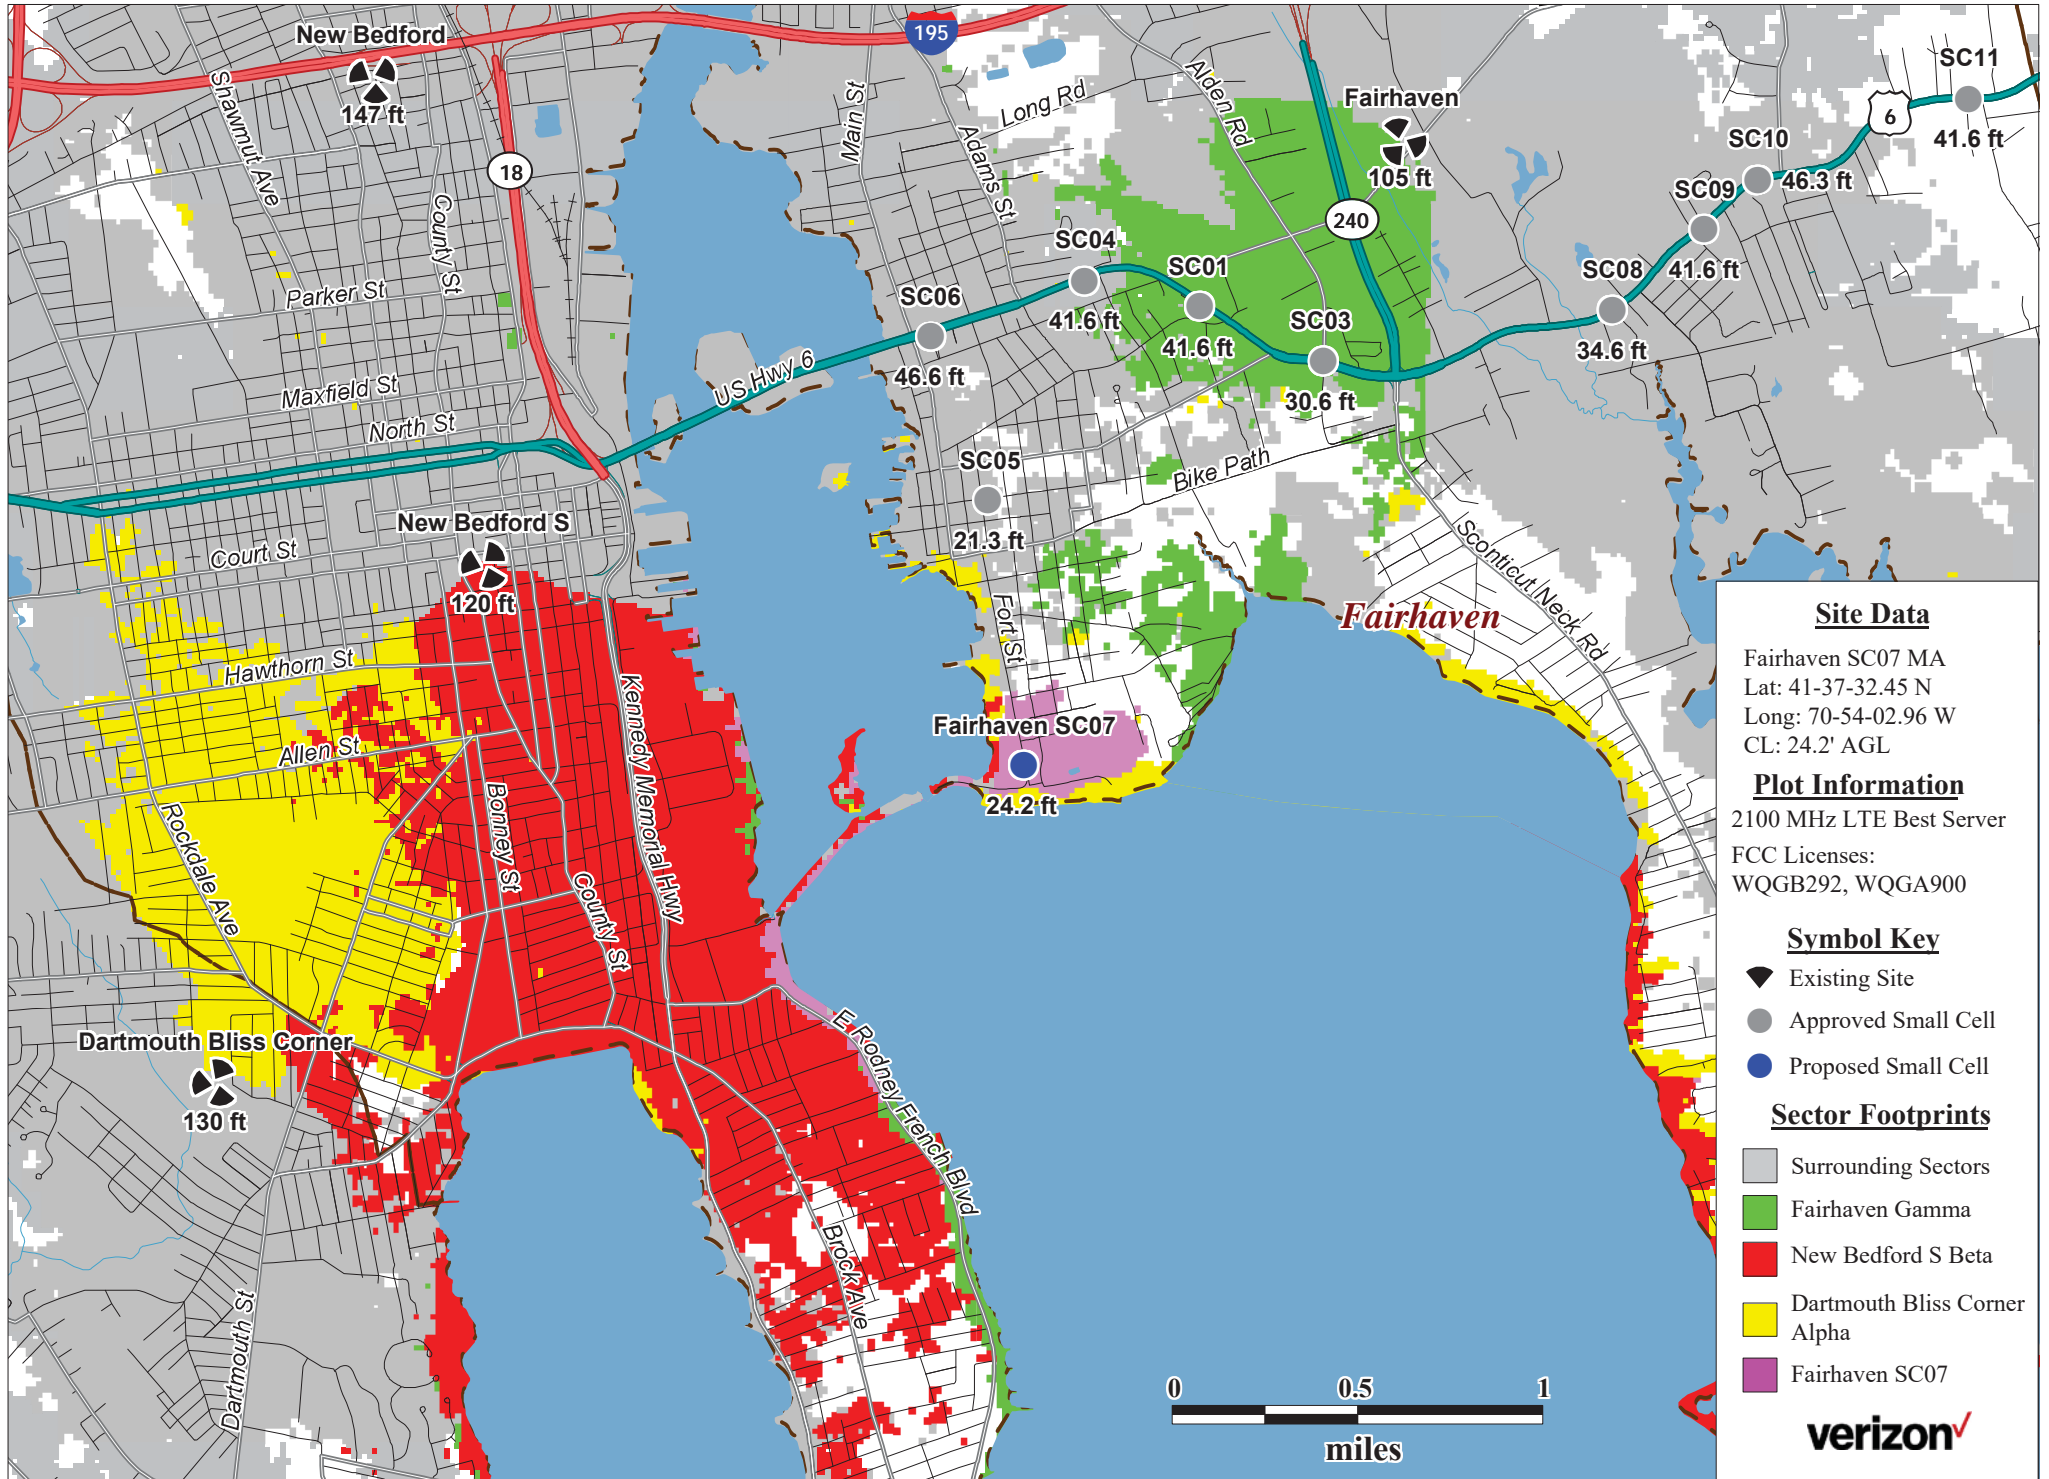 New Bedford
147 ft
Shawmut Ave
18
County St
Parker St
Maxfield St
North St
195
Main St
Long Rd
Adams St
Alden Rd
Fairhaven
105 ft
240
6
SC11
41.6 ft
SC10
46.3 ft
SC09
41.6 ft
SC08
34.6 ft
SC04
41.6 ft
SC01
41.6 ft
SC03
30.6 ft
SC06
46.6 ft
US Hwy 6
SC05
21.3 ft
Bike Path
Sconticut Neck Rd
Fairhaven
Fort St
Court St
New Bedford S
120 ft
Hawthorn St
Allen St
Rockdale Ave
Bonney St
County St
Kennedy Memorial Hwy
Fairhaven SC07
24.2 ft
Dartmouth Bliss Corner
130 ft
E Rodney French Blvd
Brock Ave
Dartmouth St
0 0.5 1
miles
Site Data
Fairhaven SC07 MA
Lat: 41-37-32.45 N
Long: 70-54-02.96 W
CL: 24.2' AGL
Plot Information
2100 MHz LTE Best Server
FCC Licenses:
WQGB292, WQGA900
Symbol Key
Existing Site
Approved Small Cell
Proposed Small Cell
Sector Footprints
Surrounding Sectors
Fairhaven Gamma
New Bedford S Beta
Dartmouth Bliss Corner
Alpha
Fairhaven SC07
verizon